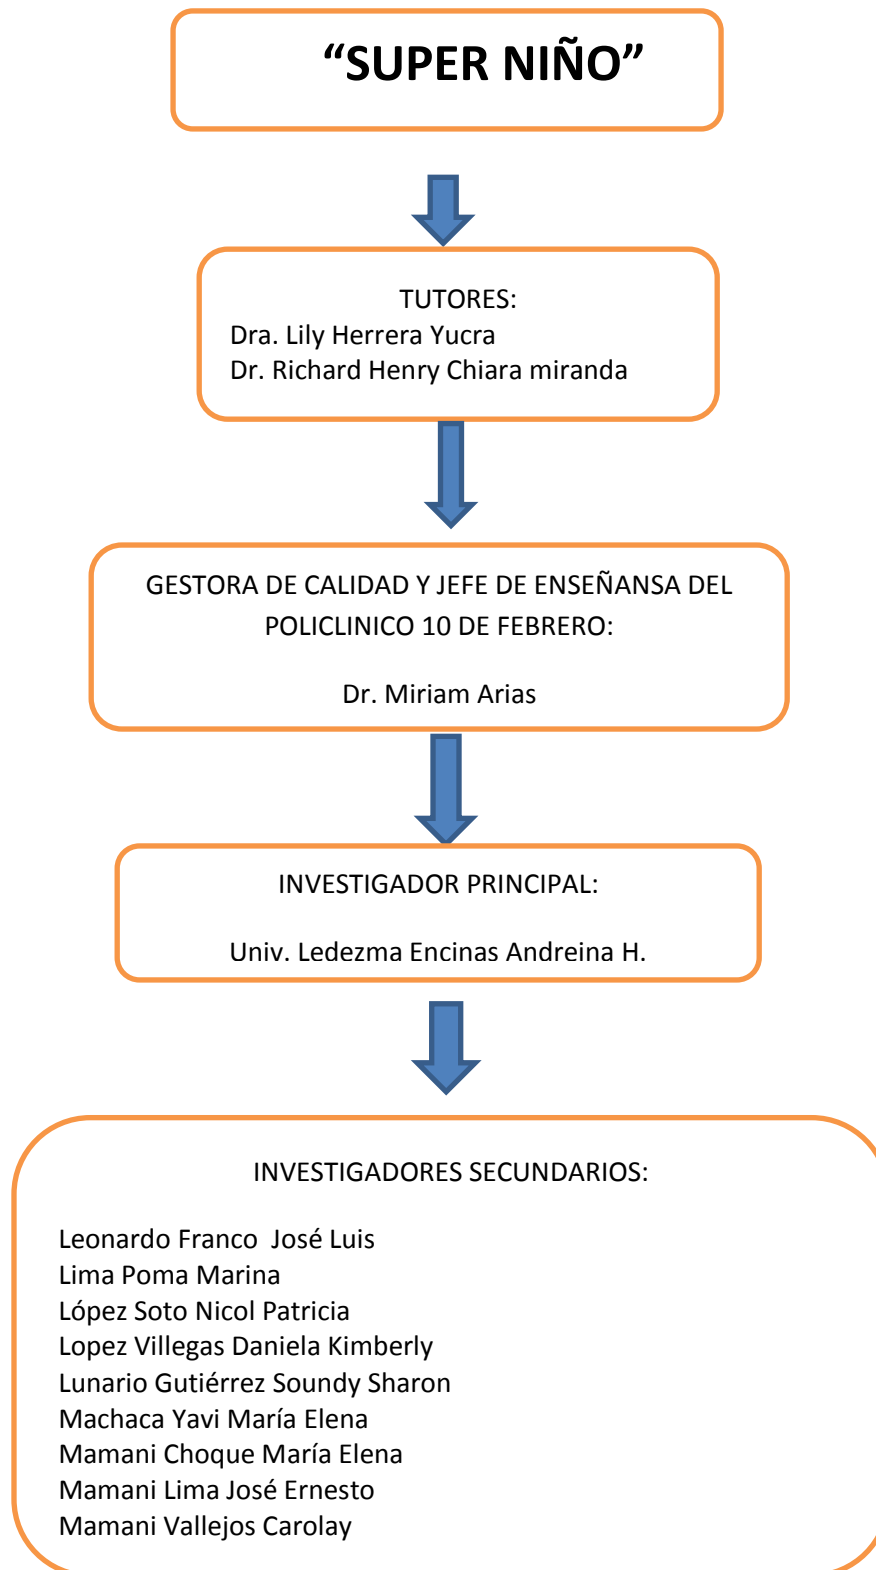 “SUPER NIÑO”
TUTORES:
Dra. Lily Herrera Yucra
Dr. Richard Henry Chiara miranda
GESTORA DE CALIDAD Y JEFE DE ENSEÑANSA DEL
POLICLINICO 10 DE FEBRERO:
Dr. Miriam Arias
INVESTIGADOR PRINCIPAL:
Univ. Ledezma Encinas Andreina H.
INVESTIGADORES SECUNDARIOS:
Leonardo Franco  José Luis
Lima Poma Marina
López Soto Nicol Patricia
Lopez Villegas Daniela Kimberly
Lunario Gutiérrez Soundy Sharon
Machaca Yavi María Elena
Mamani Choque María Elena
Mamani Lima José Ernesto
Mamani Vallejos Carolay